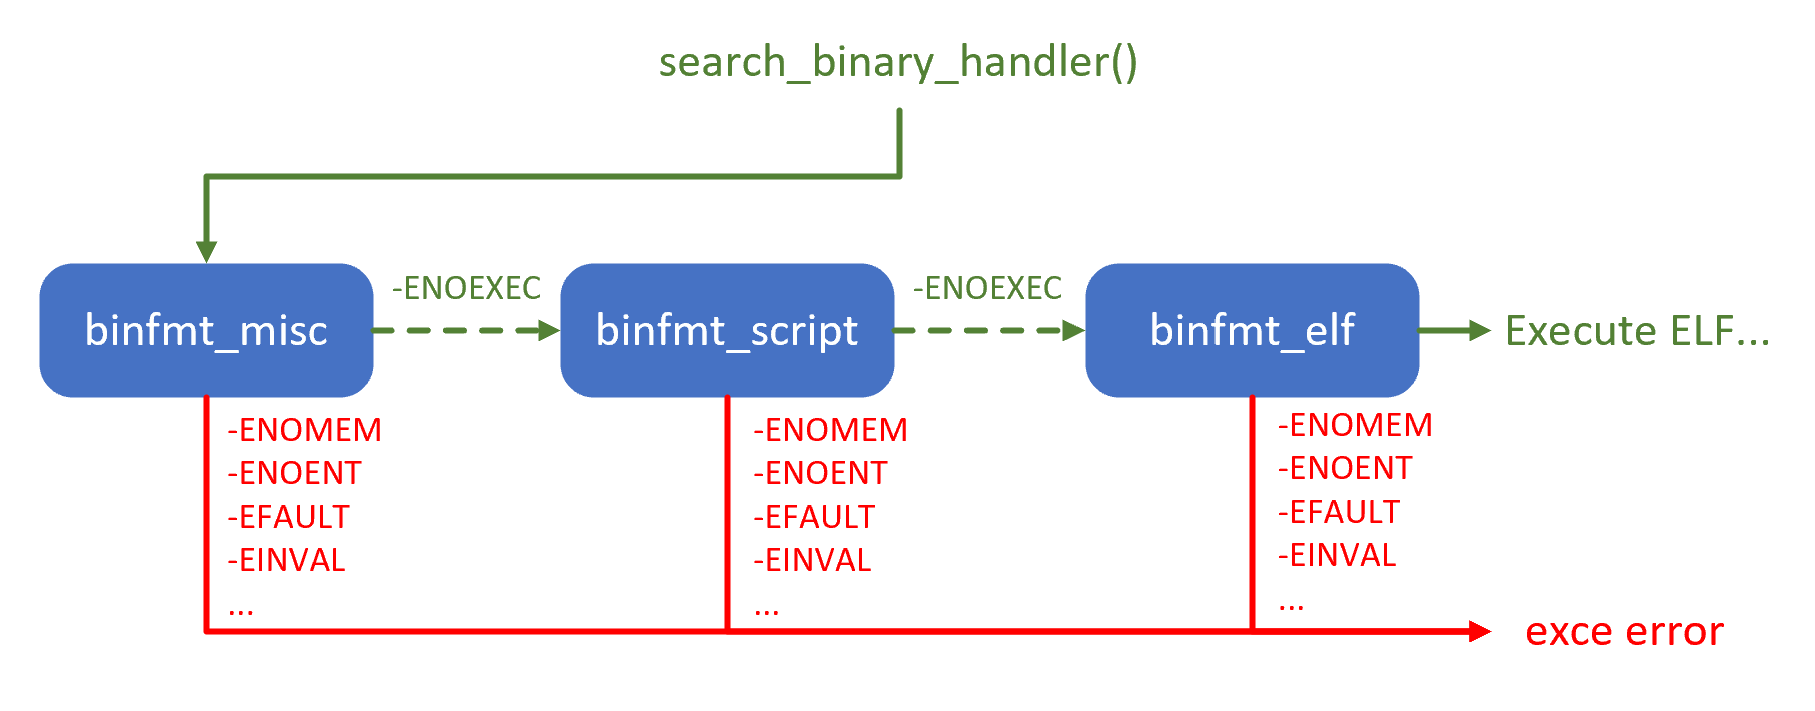 search_binary_handler()
binfmt_misc
-ENOEXEC
binfmt_script
-ENOEXEC
binfmt_elf
Execute ELF...
-ENOMEM
-ENOENT
-EFAULT
-EINVAL
...
-ENOMEM
-ENOENT
-EFAULT
-EINVAL
...
-ENOMEM
-ENOENT
-EFAULT
-EINVAL
...
exce error